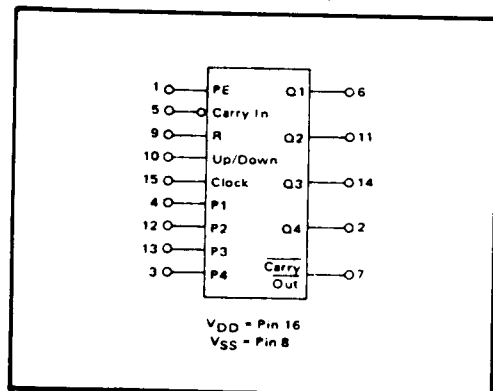 1 PE Q1 6
5 Carry In
9 R Q2 11
10 Up/Down
15 Clock Q3 14
4 P1
12 P2 Q4 2
13 P3
3 P4 Carry Out 7
VDD = Pin 16
VSS = Pin 8